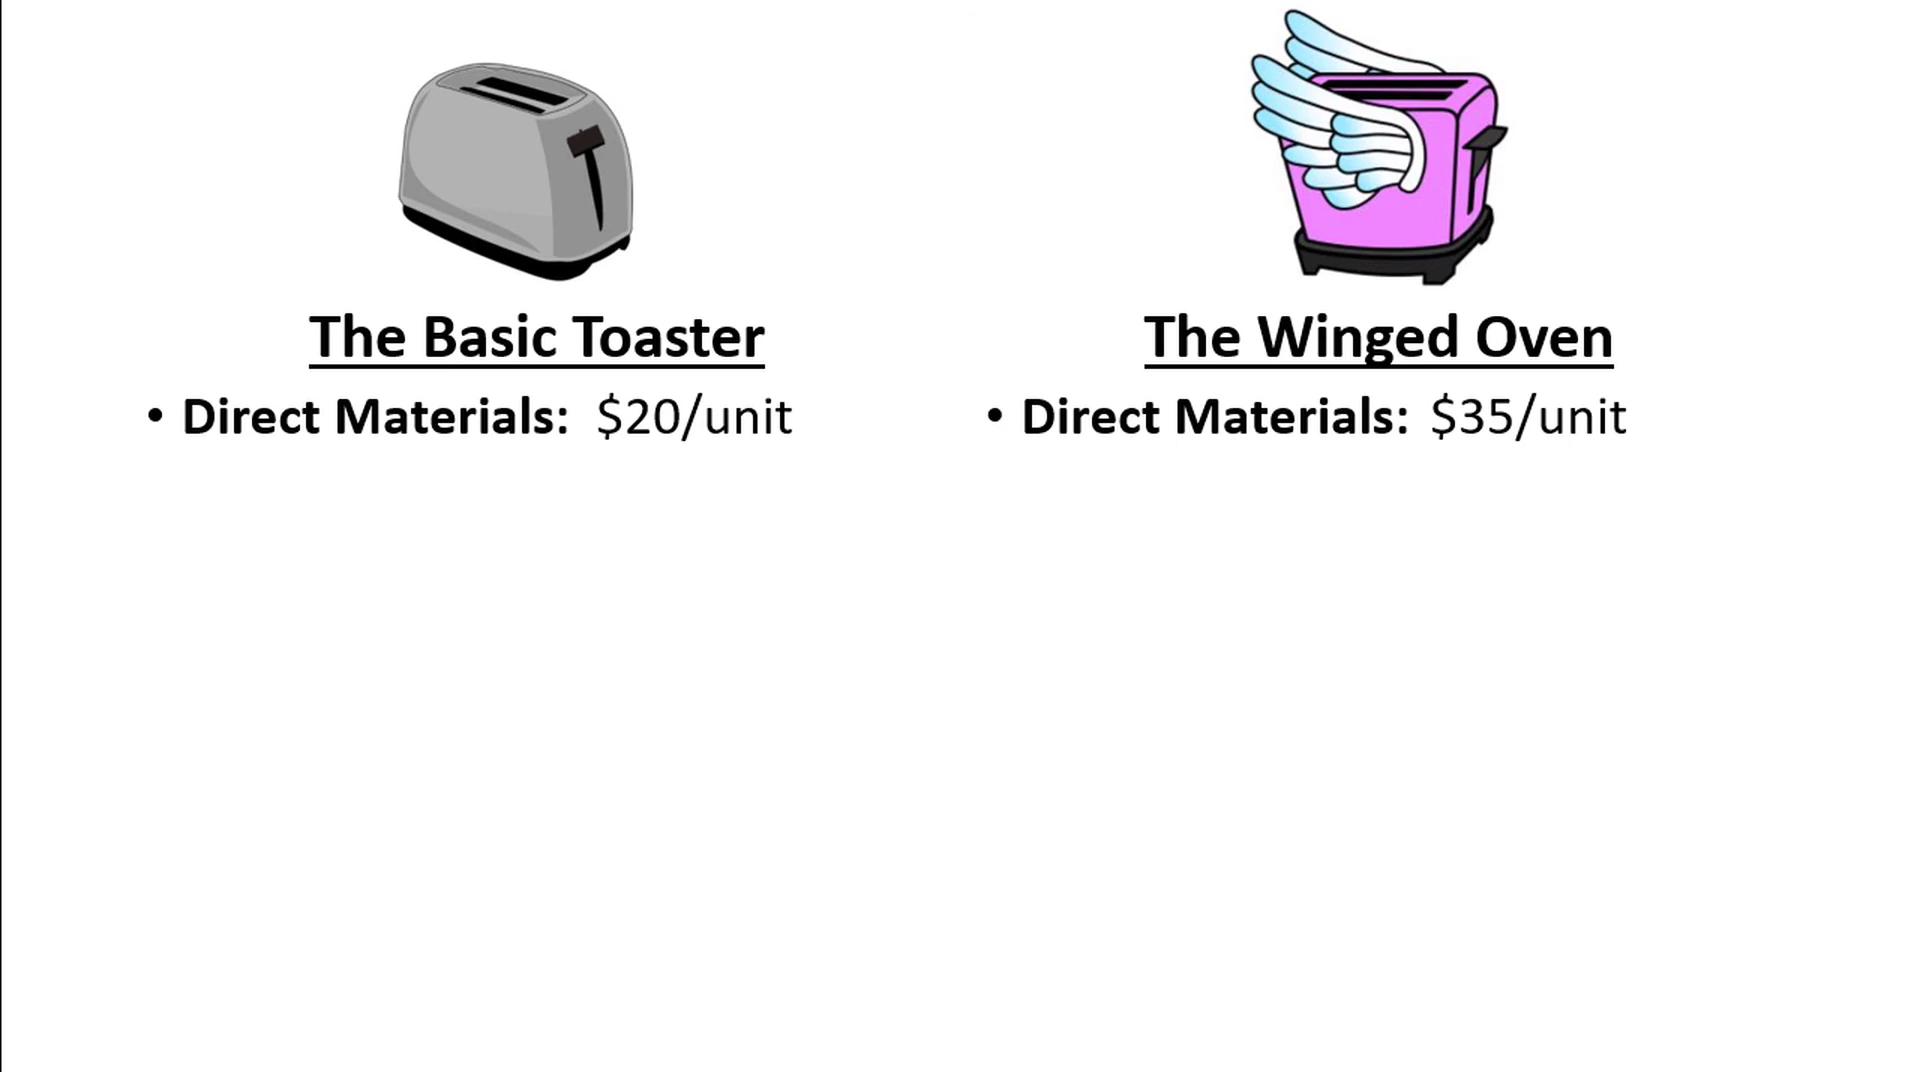 The Basic Toaster
• Direct Materials: $20/unit
The Winged Oven
• Direct Materials: $35/unit